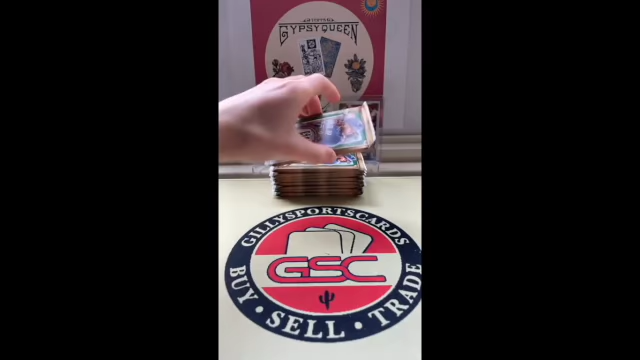 GYPSY QUEEN
GILLYSPORTSCARDS
GSC
BUY • SELL • TRADE